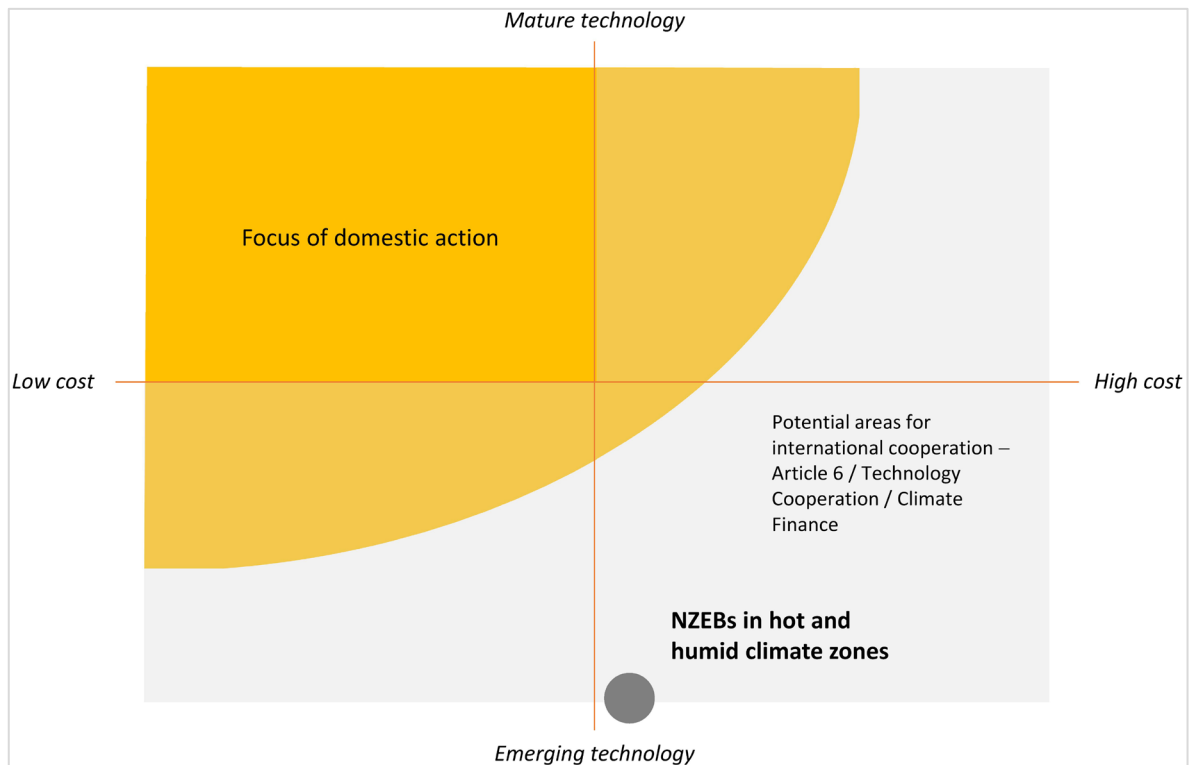 Mature technology
Focus of domestic action
Low cost
High cost
Potential areas for
international cooperation –
Article 6 / Technology
Cooperation / Climate
Finance
NZEBs in hot and
humid climate zones
Emerging technology